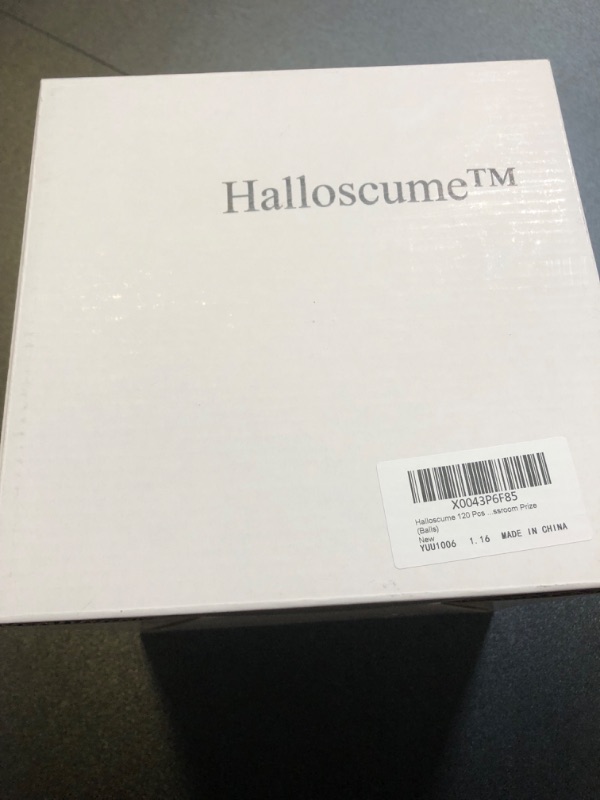 Halloscume™
X0043P6F85
Halloscume 120 Pcs ...ssroom Prize
(Balls)
New
YUU1006 1.16 MADE IN CHINA